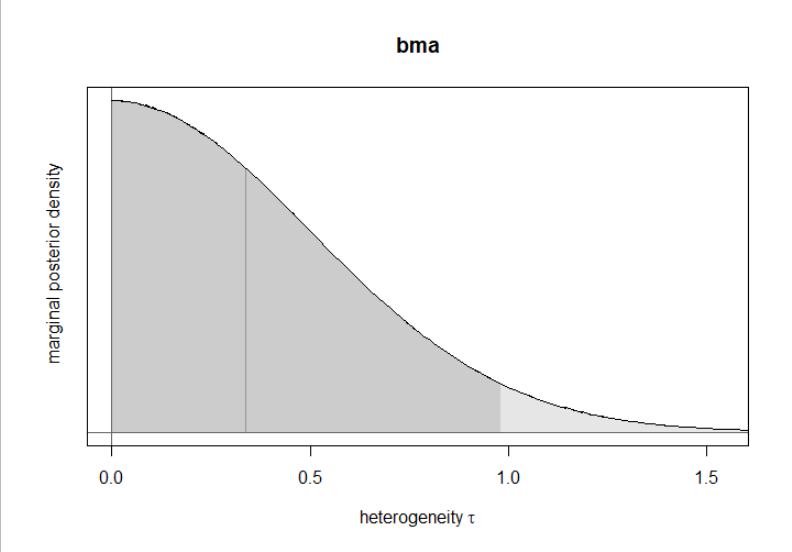 bma
marginal posterior density
0.0 0.5 1.0 1.5
heterogeneity τ